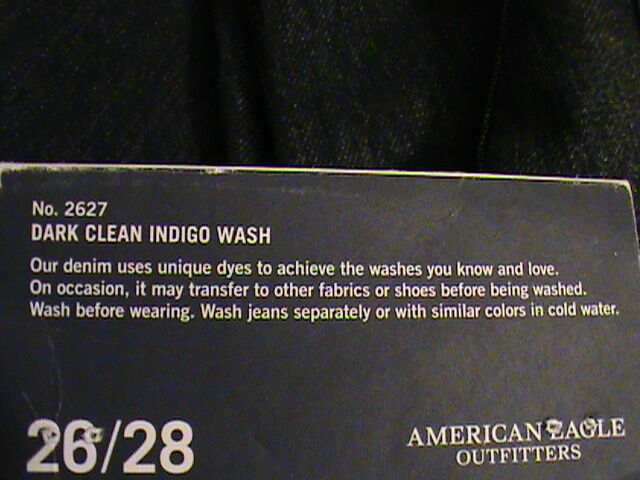 No. 2627
DARK CLEAN INDIGO WASH
Our denim uses unique dyes to achieve the washes you know and love.
On occasion, it may transfer to other fabrics or shoes before being washed.
Wash before wearing. Wash jeans separately or with similar colors in cold water.
26/28
AMERICAN EAGLE
OUTFITTERS